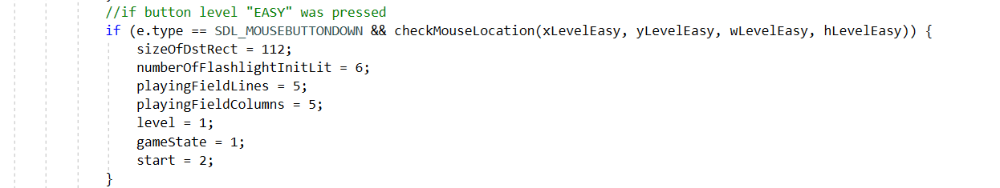 //if button level "EASY" was pressed
if (e.type == SDL_MOUSEBUTTONDOWN && checkMouseLocation(xLevelEasy, yLevelEasy, wLevelEasy, hLevelEasy)) {
sizeOfDstRect = 112;
numberOfFlashlightInitLit = 6;
playingFieldLines = 5;
playingFieldColumns = 5;
level = 1;
gameState = 1;
start = 2;
}